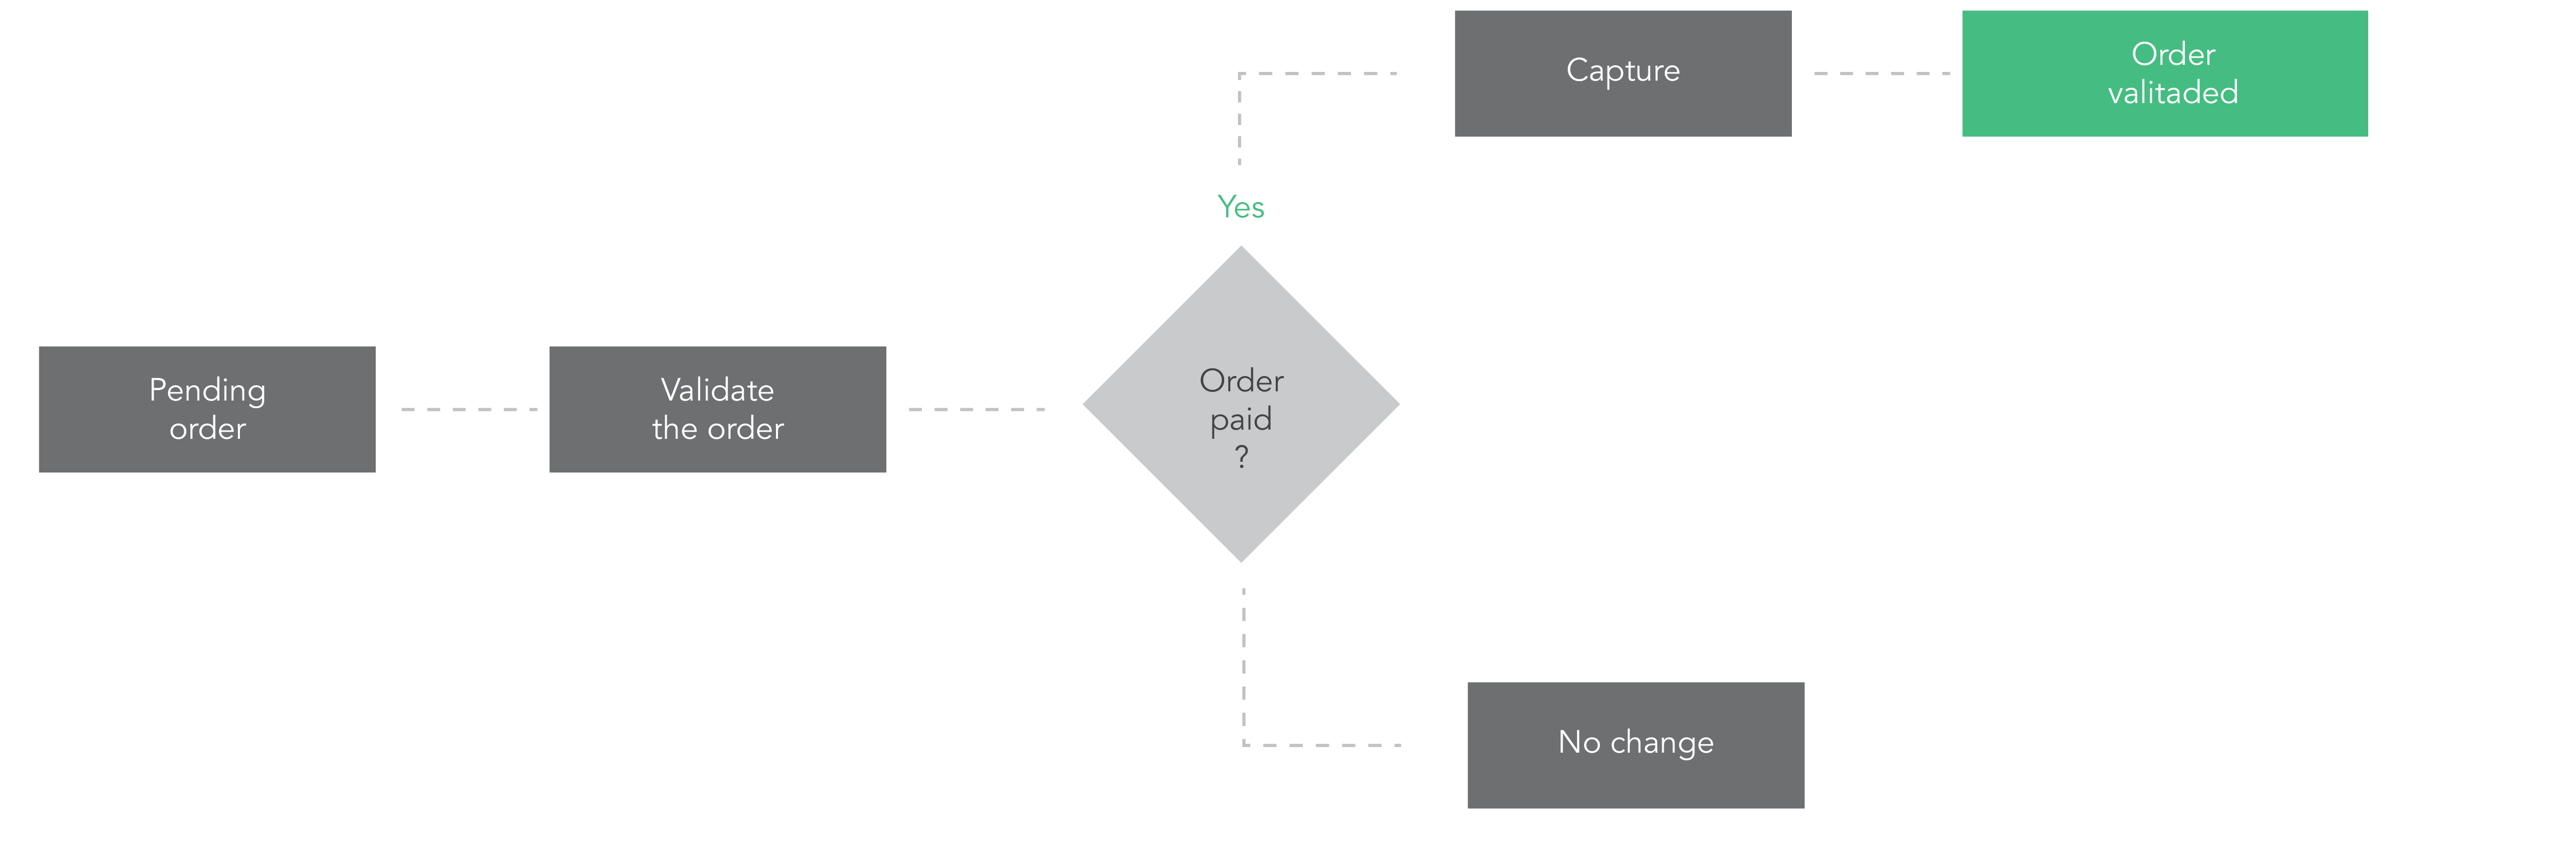 Capture
Order
valitaded
Yes
Pending
order
Validate
the order
Order
paid
?
No change